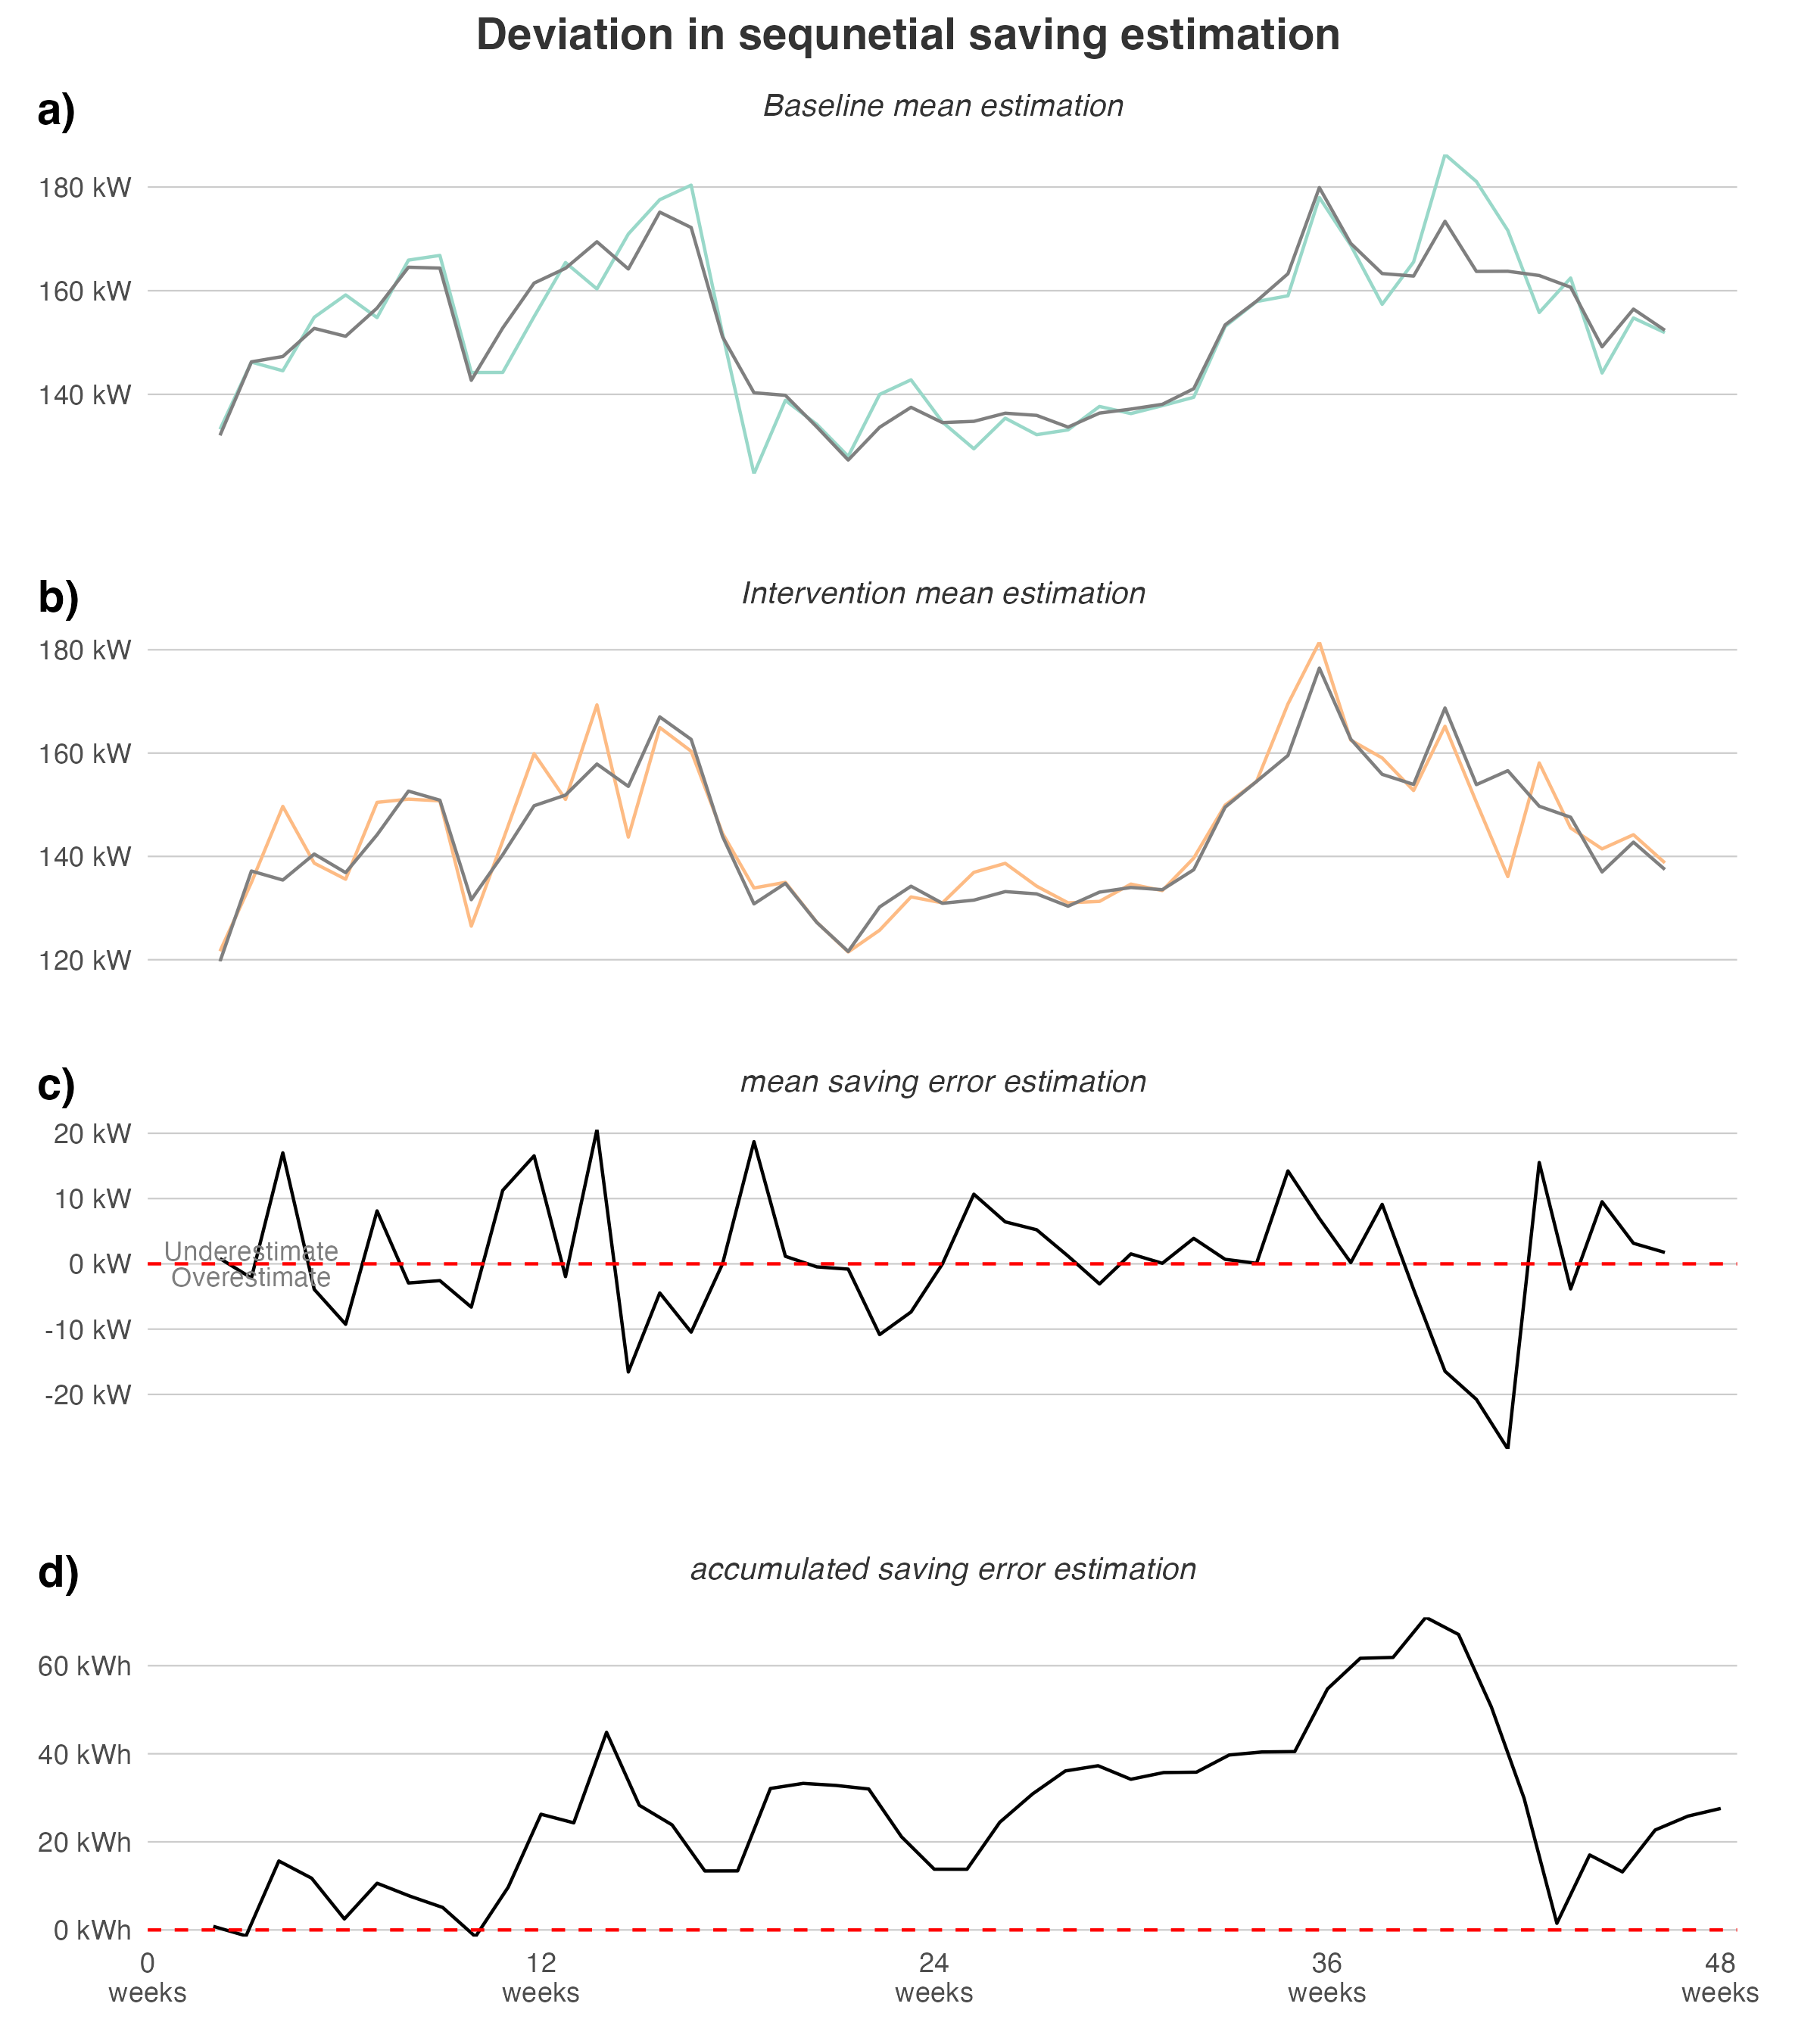 Deviation in sequnetial saving estimation
a)
Baseline mean estimation
180 kW
160 kW
140 kW
b)
Intervention mean estimation
180 kW
160 kW
140 kW
120 kW
c)
mean saving error estimation
20 kW
10 kW
Underestimate
0 kW
Overestimate
-10 kW
-20 kW
d)
accumulated saving error estimation
60 kWh
40 kWh
20 kWh
0 kWh
0 12 24 36 48
weeks weeks weeks weeks weeks